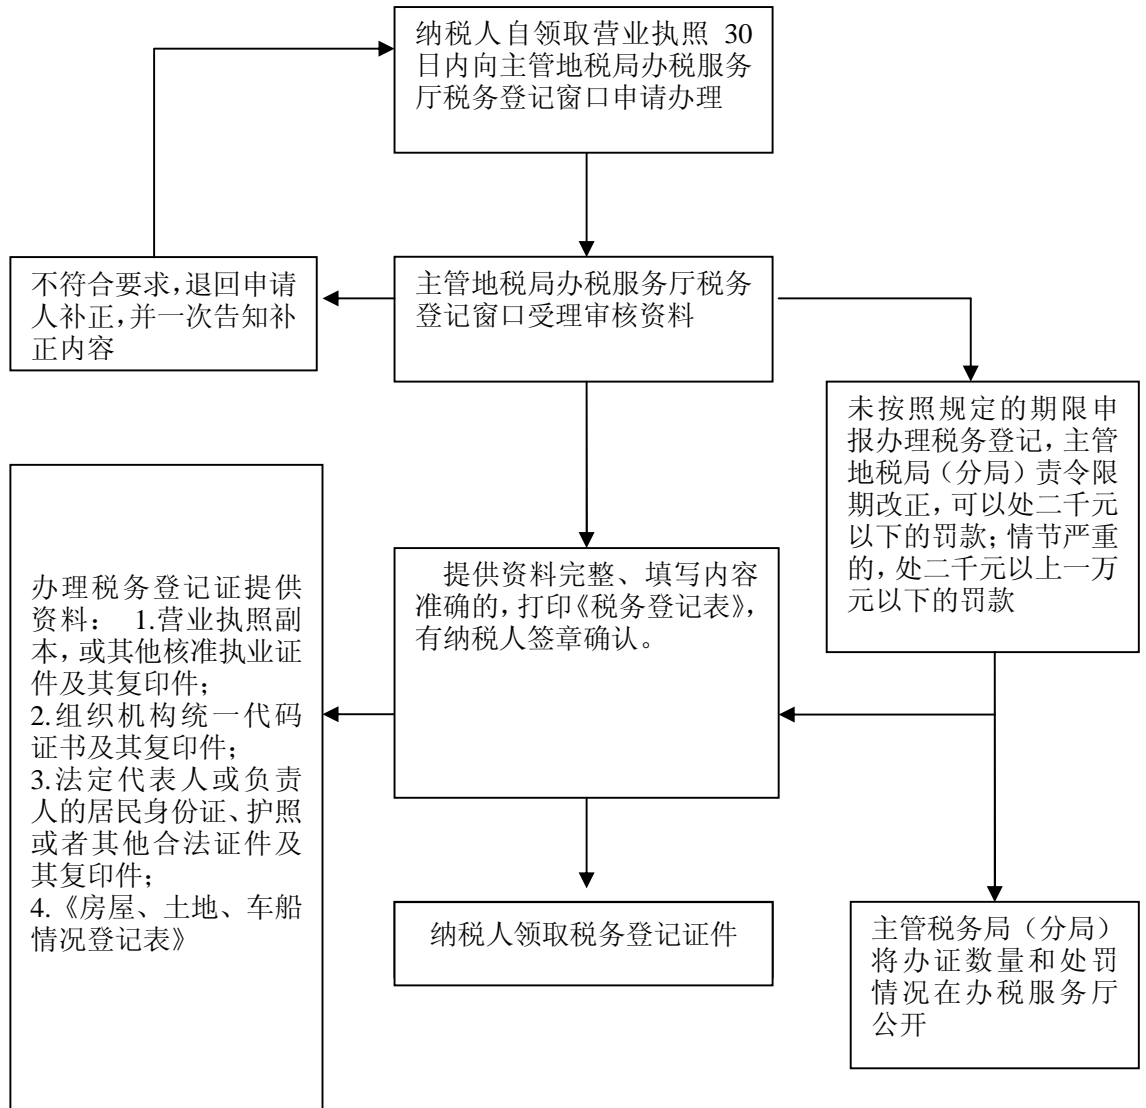 纳税人自领取营业执照 30
日内向主管地税局办税服务
厅税务登记窗口申请办理
不符合要求,退回申请
人补正,并一次告知补
正内容
主管地税局办税服务厅税务
登记窗口受理审核资料
未按照规定的期限申
报办理税务登记,主管
地税局(分局)责令限
期改正,可以处二千元
以下的罚款;情节严重
的,处二千元以上一万
元以下的罚款
办理税务登记证提供
资料: 1.营业执照副
本,或其他核准执业证
件及其复印件;
2.组织机构统一代码
证书及其复印件;
3.法定代表人或负责
人的居民身份证、护照
或者其他合法证件及
其复印件;
4.《房屋、土地、车船
情况登记表》
提供资料完整、填写内容
准确的,打印《税务登记表》,
有纳税人签章确认。
纳税人领取税务登记证件
主管税务局(分局)
将办证数量和处罚
情况在办税服务厅
公开